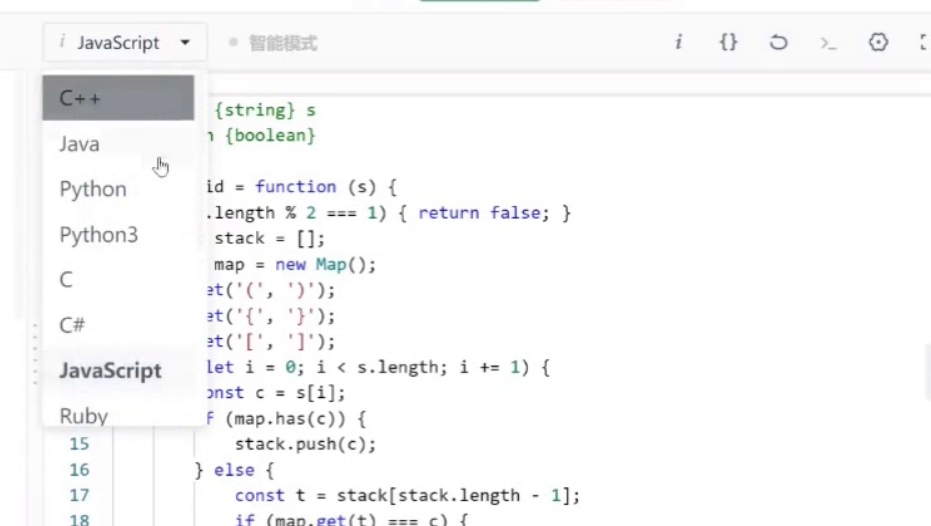 i JavaScript
智能模式
i {} >_
C++
Java
Python
Python3
C
C#
JavaScript
Ruby
{string} s
{boolean}
id = function (s) {
.length % 2 === 1) { return false; }
stack = [];
map = new Map();
et('(', ')');
et('{', '}');
et('[', ']');
let i = 0; i < s.length; i += 1) {
onst c = s[i];
f (map.has(c)) {
15 stack.push(c);
16 } else {
17 const t = stack[stack.length - 1];
18 if (map.get(t) === c) {